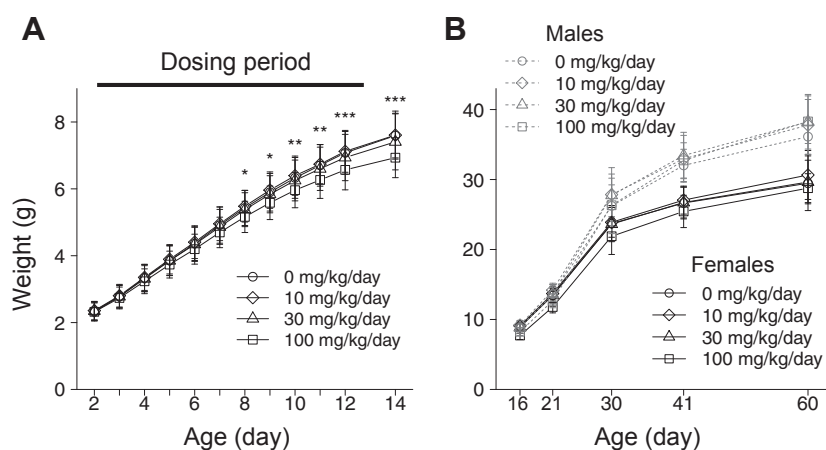 A
Dosing period
8
6
4
2
0
Weight (g)
*
*
**
**
***
***
0 mg/kg/day
10 mg/kg/day
30 mg/kg/day
100 mg/kg/day
2
4
6
8
10
12
14
Age (day)
B
Males
0 mg/kg/day
10 mg/kg/day
30 mg/kg/day
100 mg/kg/day
40
30
20
10
0
Females
0 mg/kg/day
10 mg/kg/day
30 mg/kg/day
100 mg/kg/day
16
21
30
41
60
Age (day)